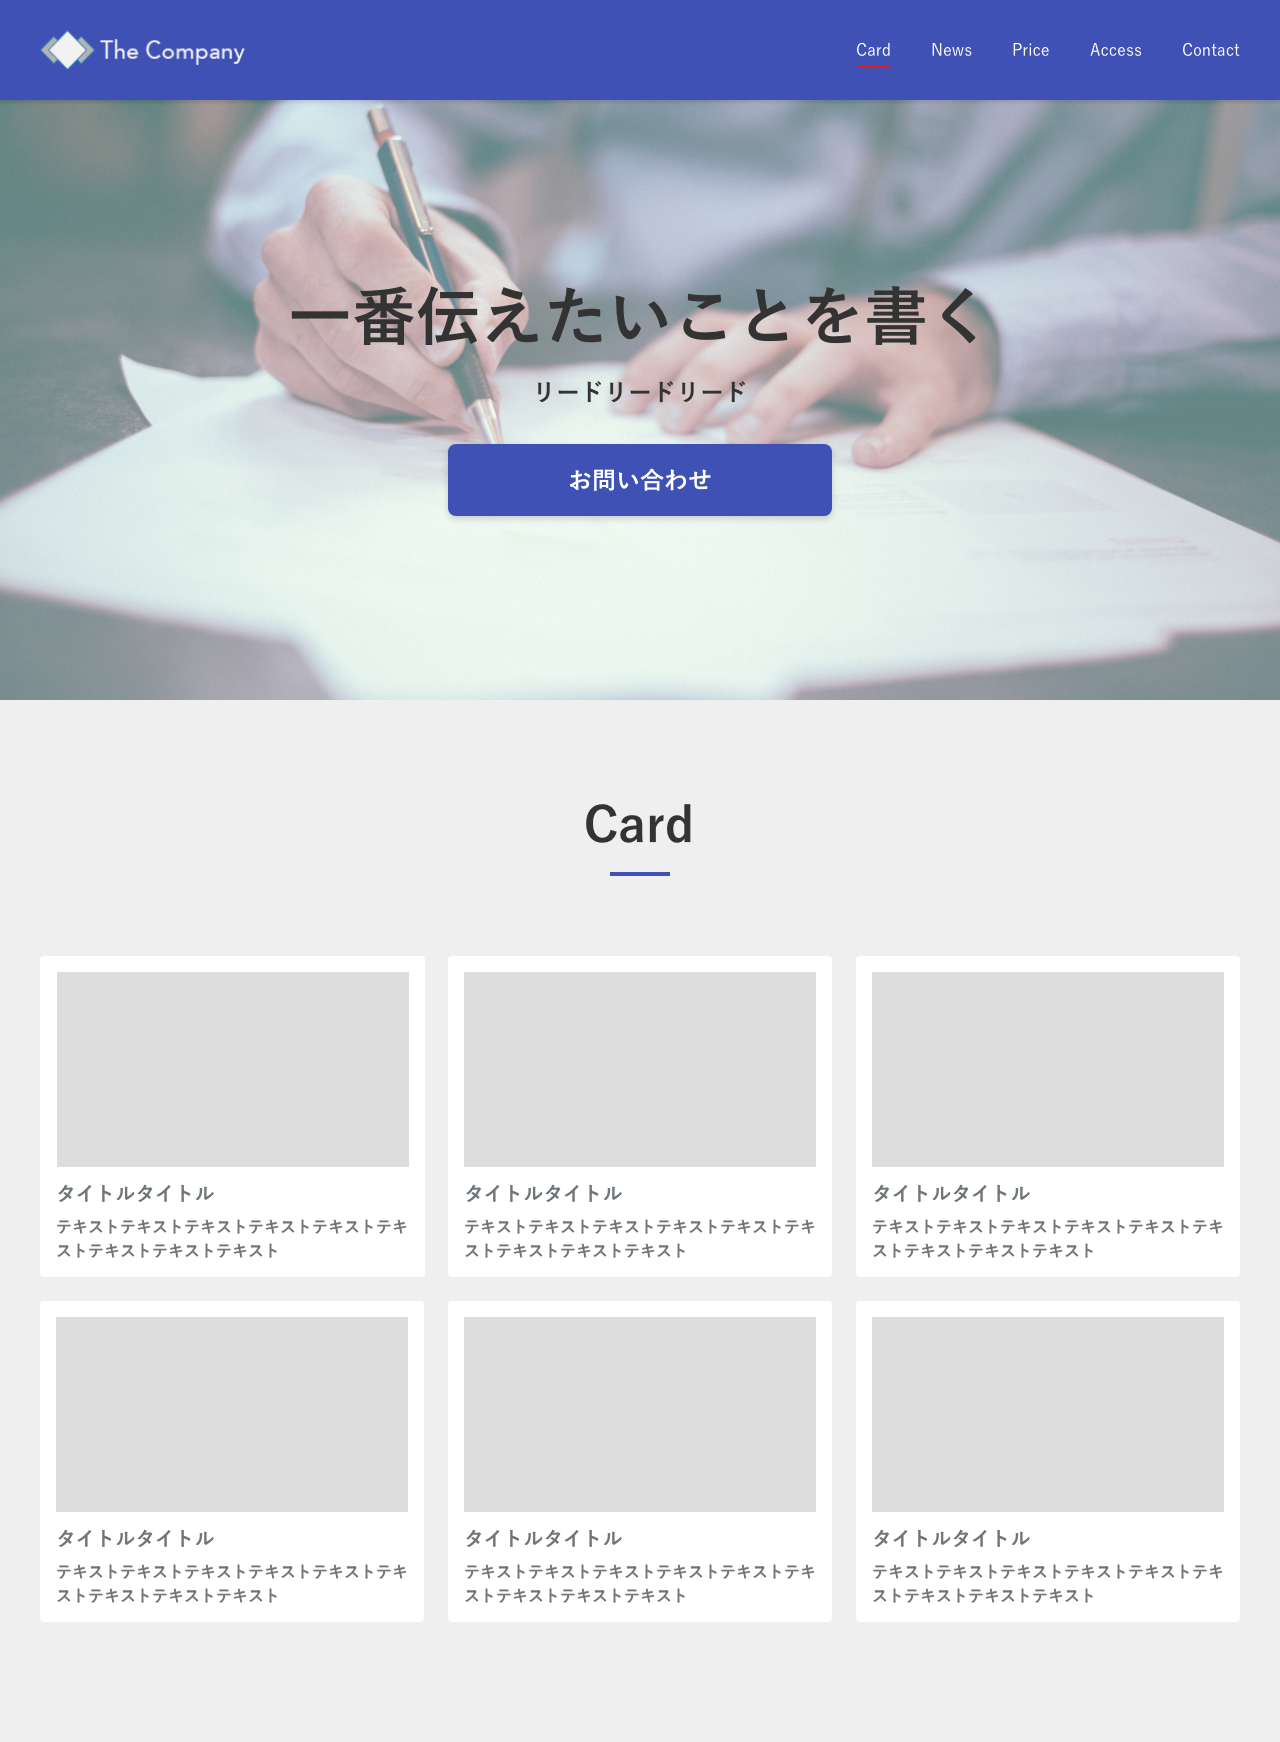 The Company
Card
News
Price
Access
Contact
一番伝えたいことを書く
リードリードリード
お問い合わせ
Card
タイトルタイトル
テキストテキストテキストテキストテキストテキ
ストテキストテキストテキスト
タイトルタイトル
テキストテキストテキストテキストテキストテキ
ストテキストテキストテキスト
タイトルタイトル
テキストテキストテキストテキストテキストテキ
ストテキストテキストテキスト
タイトルタイトル
テキストテキストテキストテキストテキストテキ
ストテキストテキストテキスト
タイトルタイトル
テキストテキストテキストテキストテキストテキ
ストテキストテキストテキスト
タイトルタイトル
テキストテキストテキストテキストテキストテキ
ストテキストテキストテキスト